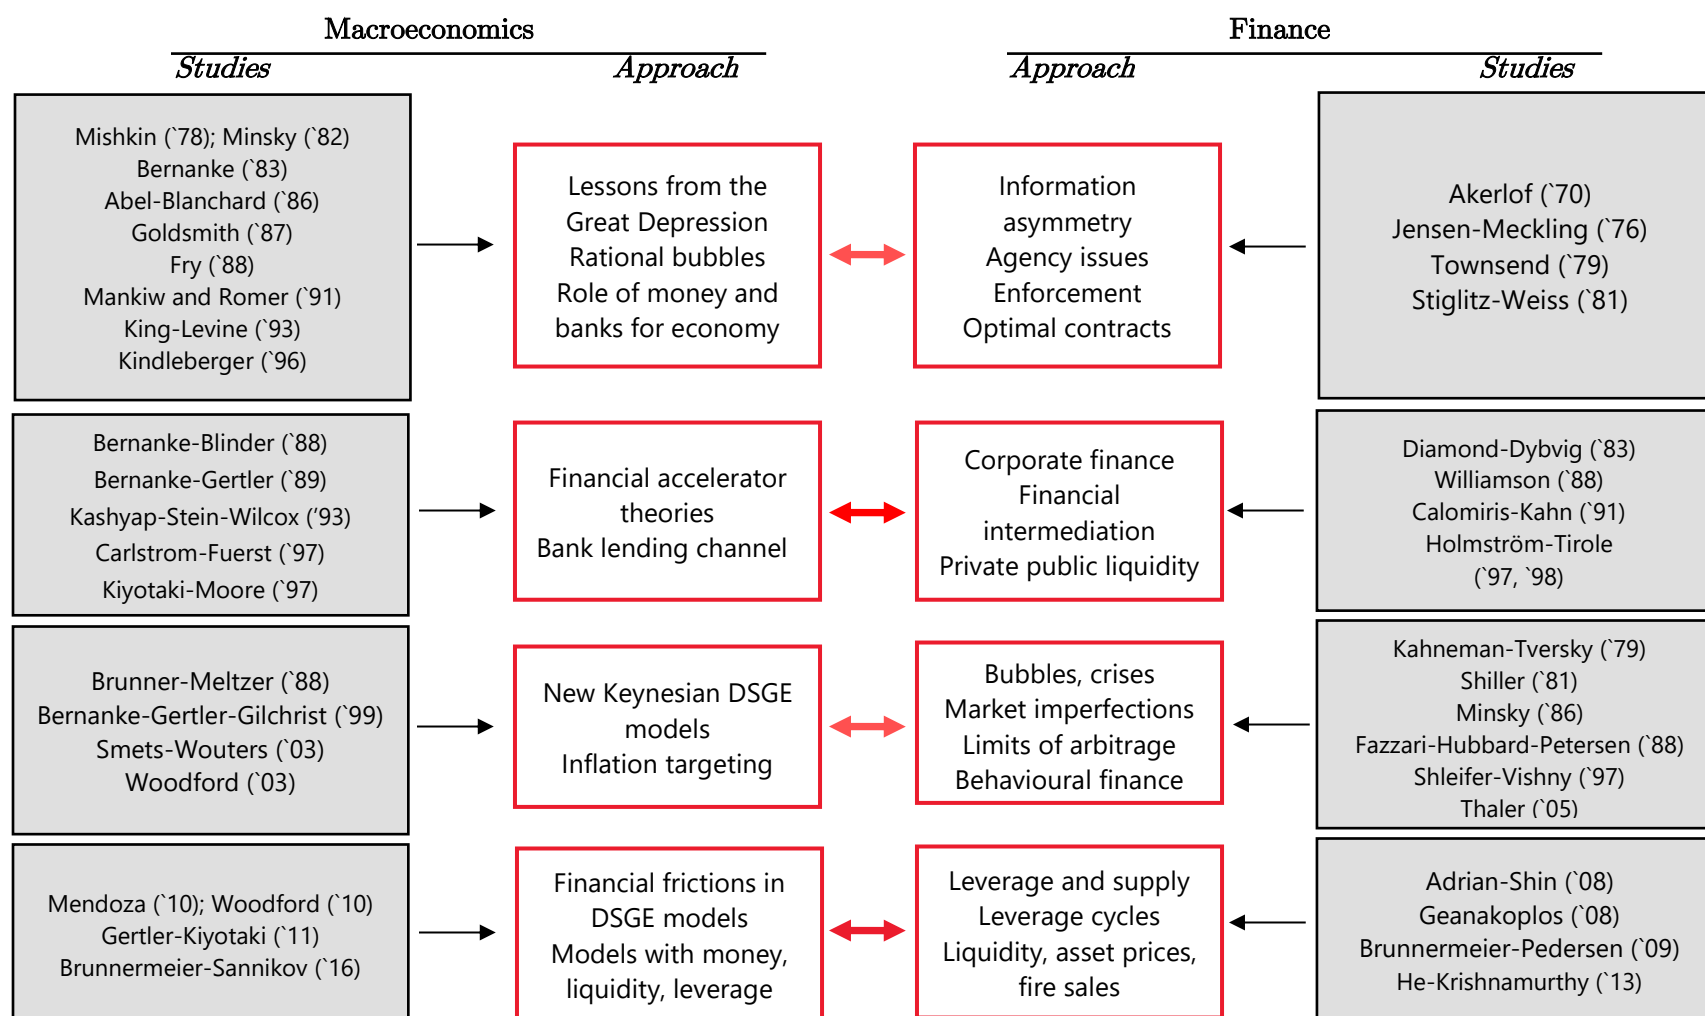 Macroeconomics
Finance
Studies
Approach
Approach
Studies
Mishkin (`78); Minsky (`82)
Bernanke (`83)
Abel-Blanchard (`86)
Goldsmith (`87)
Fry (`88)
Mankiw and Romer (`91)
King-Levine (`93)
Kindleberger (`96)
Lessons from the
Great Depression
Rational bubbles
Role of money and
banks for economy
Information
asymmetry
Agency issues
Enforcement
Optimal contracts
Akerlof (`70)
Jensen-Meckling (`76)
Townsend (`79)
Stiglitz-Weiss (`81)
Bernanke-Blinder (`88)
Bernanke-Gertler (`89)
Kashyap-Stein-Wilcox (‘93)
Carlstrom-Fuerst (`97)
Kiyotaki-Moore (`97)
Financial accelerator
theories
Bank lending channel
Corporate finance
Financial
intermediation
Private public liquidity
Diamond-Dybvig (`83)
Williamson (`88)
Calomiris-Kahn (`91)
Holmström-Tirole
(`97, `98)
Brunner-Meltzer (`88)
Bernanke-Gertler-Gilchrist (`99)
Smets-Wouters (`03)
Woodford (`03)
New Keynesian DSGE
models
Inflation targeting
Bubbles, crises
Market imperfections
Limits of arbitrage
Behavioural finance
Kahneman-Tversky (`79)
Shiller (`81)
Minsky (`86)
Fazzari-Hubbard-Petersen (`88)
Shleifer-Vishny (`97)
Thaler (`05)
Mendoza (`10); Woodford (`10)
Gertler-Kiyotaki (`11)
Brunnermeier-Sannikov (`16)
Financial frictions in
DSGE models
Models with money,
liquidity, leverage
Leverage and supply
Leverage cycles
Liquidity, asset prices,
fire sales
Adrian-Shin (`08)
Geanakoplos (`08)
Brunnermeier-Pedersen (`09)
He-Krishnamurthy (`13)